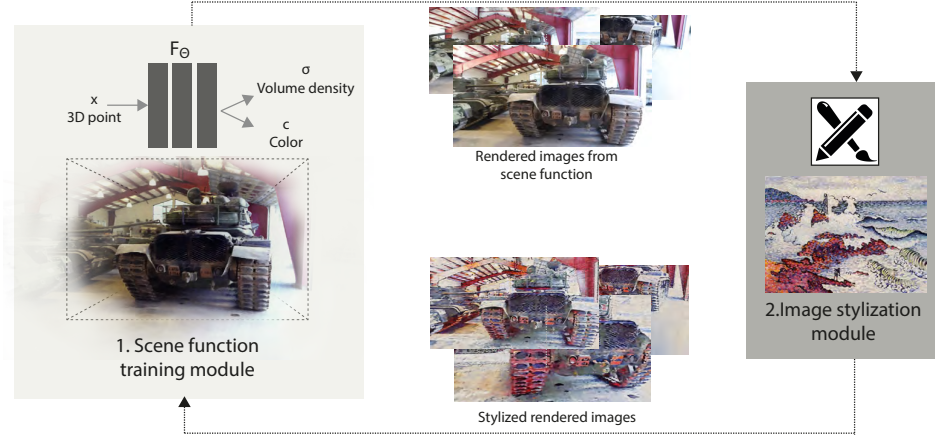 F_Θ
x
3D point
σ
Volume density
c
Color
1. Scene function
training module
Rendered images from
scene function
Stylized rendered images
2.Image stylization
module